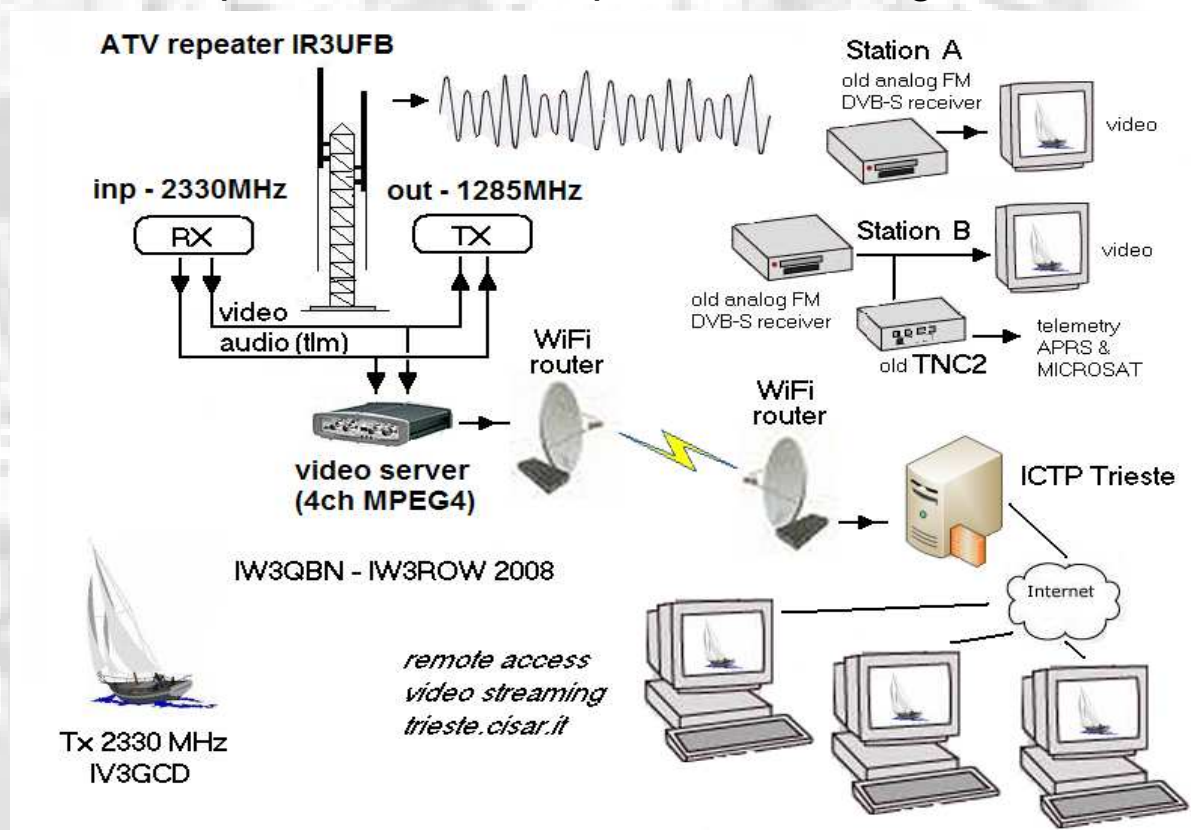 ATV repeater IR3UFB
inp - 2330MHz
out - 1285MHz
RX
TX
video
audio (tlm)
video server
(4ch MPEG4)
WiFi
router
WiFi
router
Station A
old analog FM
DVB-S receiver
video
Station B
video
old analog FM
DVB-S receiver
old TNC2
telemetry
APRS &
MICROSAT
ICTP Trieste
Internet
IW3QBN - IW3ROW 2008
remote access
video streaming
trieste.cisar.it
Tx 2330 MHz
IV3GCD